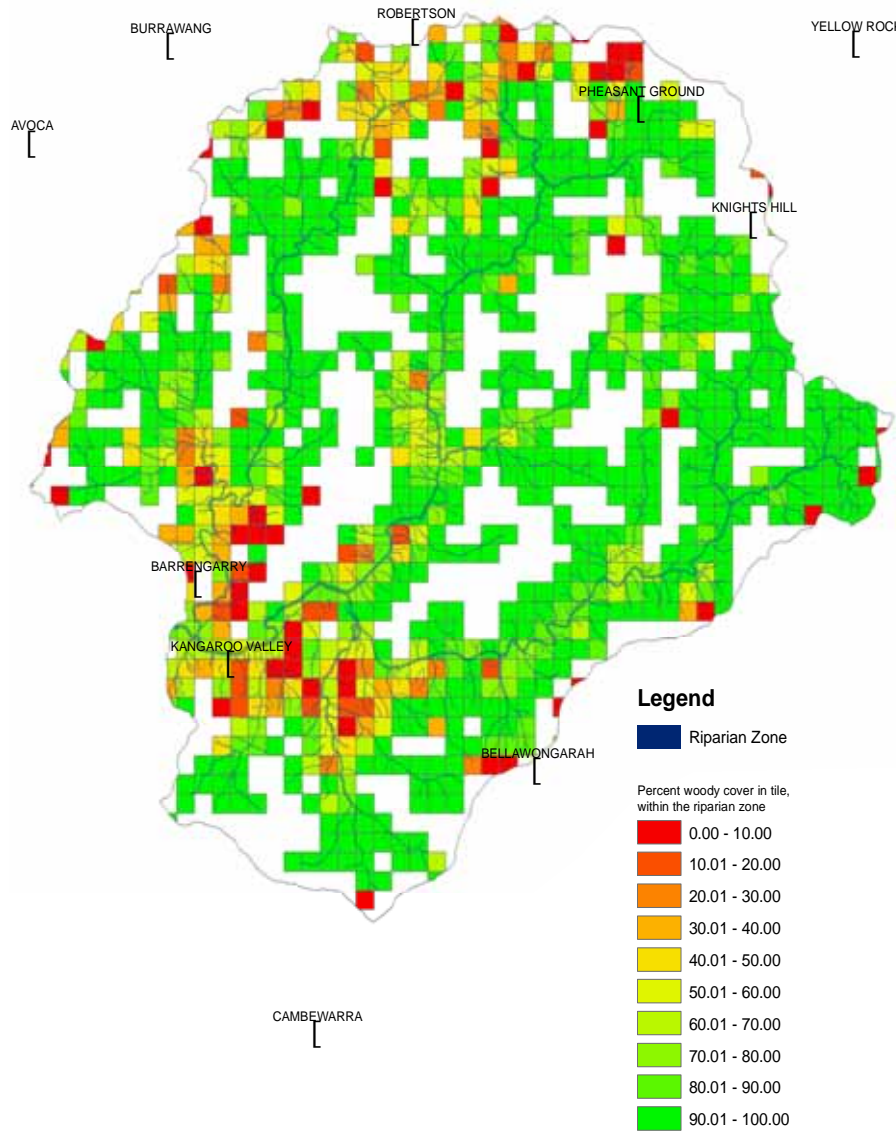 ROBERTSON
BURRAWANG
YELLOW ROCK
PHEASANT GROUND
AVOCA
KNIGHTS HILL
BARRENGARRY
KANGAROO VALLEY
BELLAWONGARAH
CAMBEWARRA
Legend
Riparian Zone
Percent woody cover in tile,
within the riparian zone
0.00 - 10.00
10.01 - 20.00
20.01 - 30.00
30.01 - 40.00
40.01 - 50.00
50.01 - 60.00
60.01 - 70.00
70.01 - 80.00
80.01 - 90.00
90.01 - 100.00